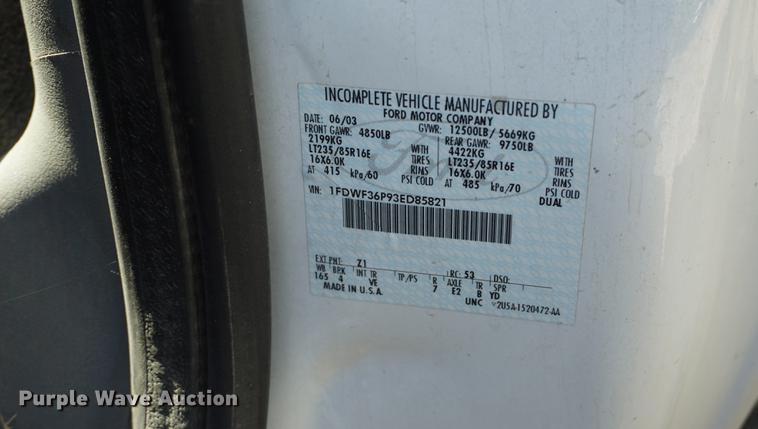 INCOMPLETE VEHICLE MANUFACTURED BY
FORD MOTOR COMPANY
DATE: 06/03 GVWR: 12500LB/ 5669KG
FRONT GAWR: 4850LB REAR GAWR: 9750LB
2199KG WITH 4422KG WITH
LT235/85R16E TIRES LT235/85R16E TIRES
16X6.0K RIMS 16X6.0K RIMS
AT 415 kPa/60 PSI COLD AT 485 kPa/70 PSI COLD
DUAL
VIN: 1FDWF36P93ED85821
EXT PNT: Z1 RC: 53 DSO:
WB BRK INT TR TP/PS R AXLE TR SPR
165 4 VE 7 E2 B YD
MADE IN U.S.A. UNC V2U5A-1520472-AA
Ford
Purple Wave Auction